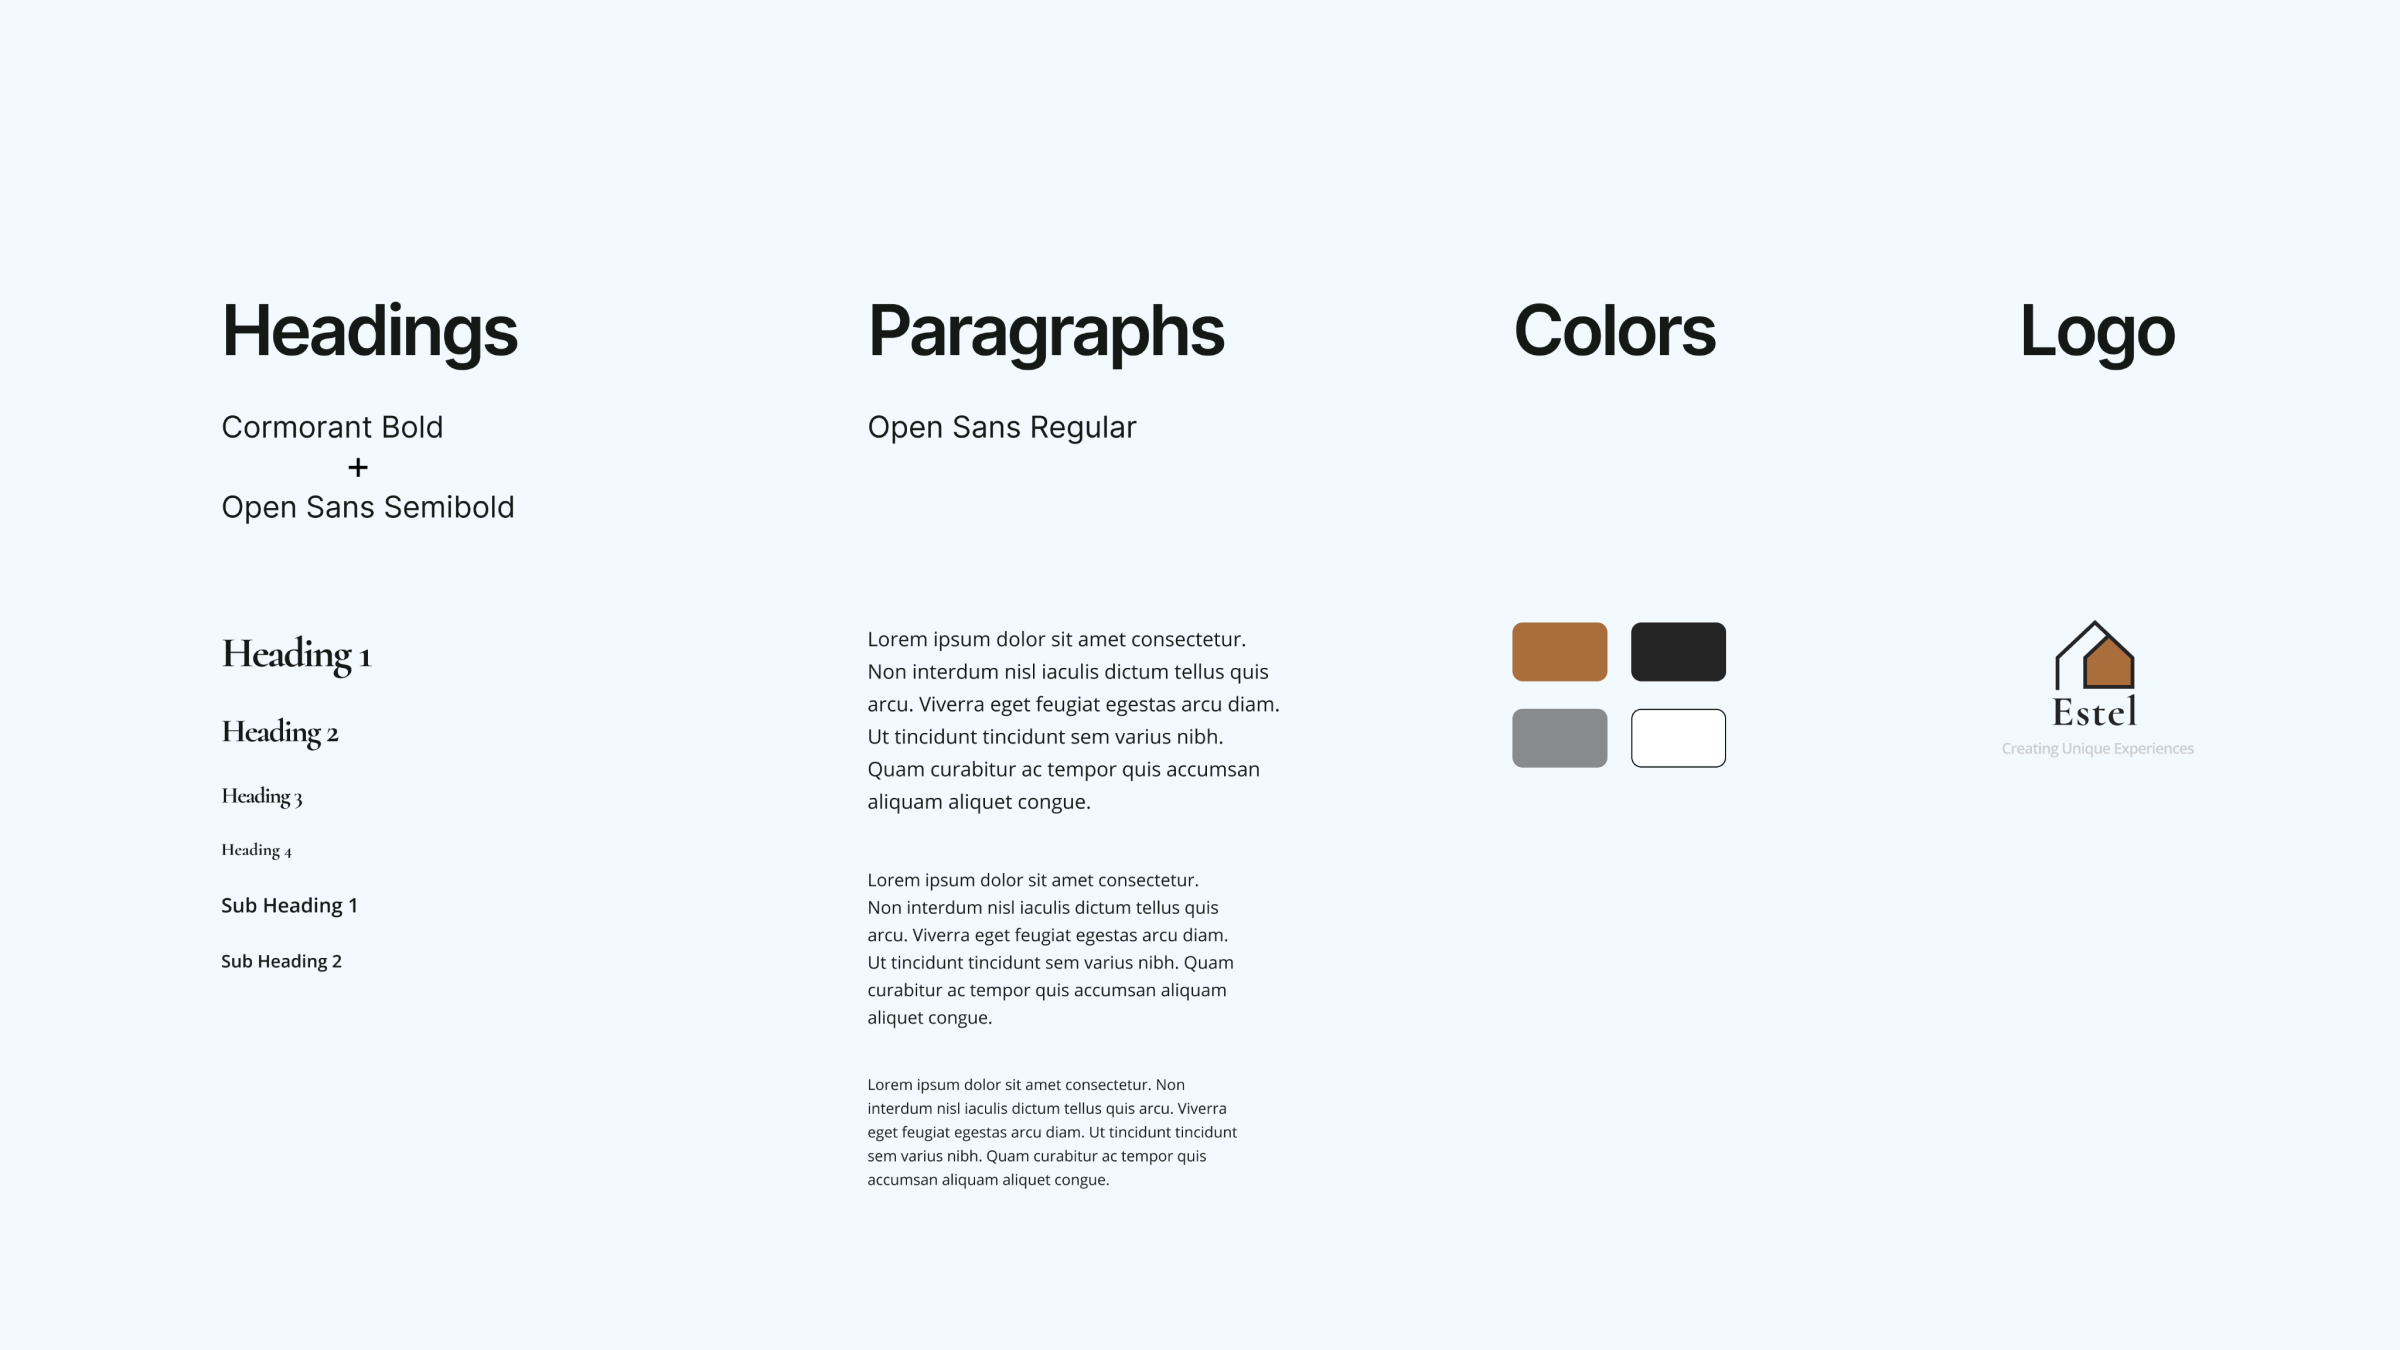 Headings
Cormorant Bold
+
Open Sans Semibold
Heading 1
Heading 2
Heading 3
Heading 4
Sub Heading 1
Sub Heading 2
Paragraphs
Open Sans Regular
Lorem ipsum dolor sit amet consectetur.
Non interdum nisl iaculis dictum tellus quis
arcu. Viverra eget feugiat egestas arcu diam.
Ut tincidunt tincidunt sem varius nibh.
Quam curabitur ac tempor quis accumsan
aliquam aliquet congue.
Lorem ipsum dolor sit amet consectetur.
Non interdum nisl iaculis dictum tellus quis
arcu. Viverra eget feugiat egestas arcu diam.
Ut tincidunt tincidunt sem varius nibh. Quam
curabitur ac tempor quis accumsan aliquam
aliquet congue.
Lorem ipsum dolor sit amet consectetur. Non
interdum nisl iaculis dictum tellus quis arcu. Viverra
eget feugiat egestas arcu diam. Ut tincidunt tincidunt
sem varius nibh. Quam curabitur ac tempor quis
accumsan aliquam aliquet congue.
Colors
Logo
Estel
Creating Unique Experiences